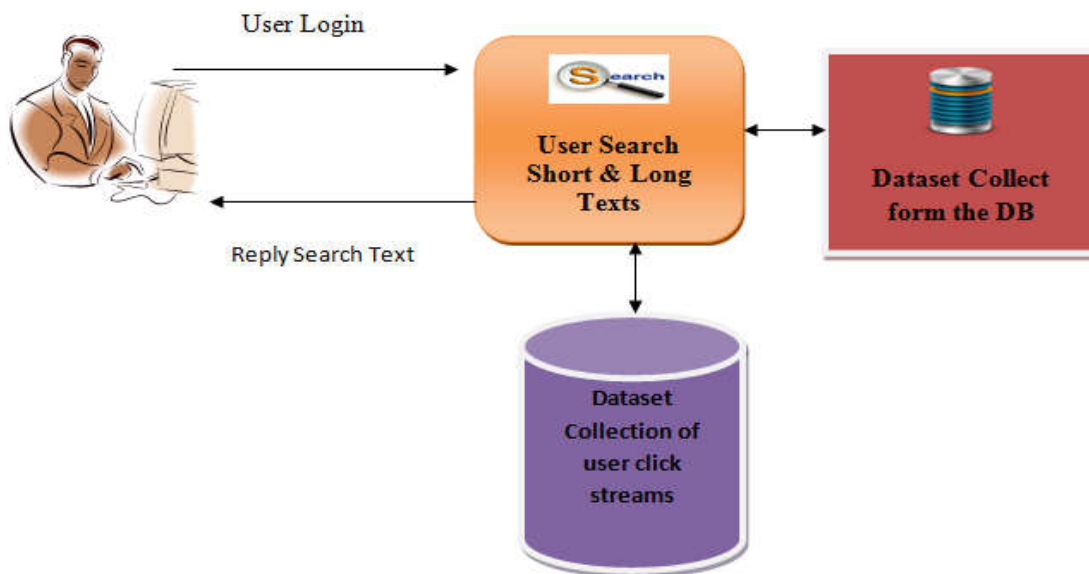 User Login
Search
User Search
Short & Long
Texts
Dataset Collect
form the DB
Reply Search Text
Dataset
Collection of
user click
streams